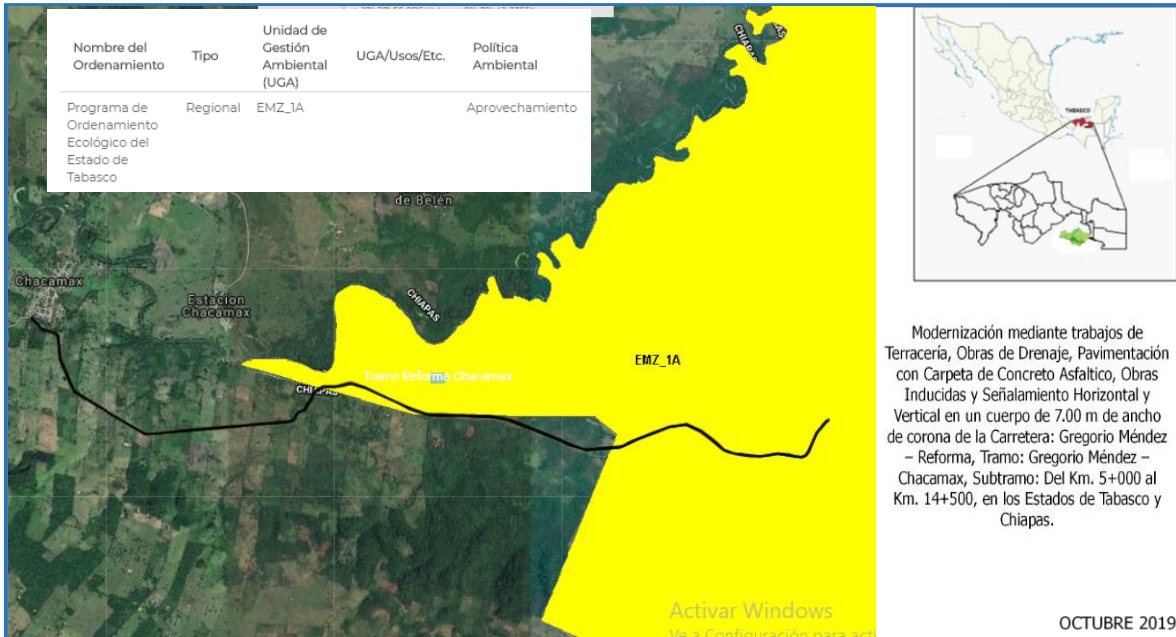 Nombre del
Ordenamiento
Tipo
Unidad de
Gestión
Ambiental
(UGA)
UGA/Usos/Etc.
Política
Ambiental
Programa de
Ordenamiento
Ecológico del
Estado de
Tabasco
Regional
EMZ_1A
Aprovechamiento
CHIAPAS
de Belén
Chacamax
Estacion
Chacamax
CHIAPAS
EMZ_1A
Tramo Reforma-Chacamax
CHIAPAS
Activar Windows
TABASCO
Modernización mediante trabajos de
Terracería, Obras de Drenaje, Pavimentación
con Carpeta de Concreto Asfaltico, Obras
Inducidas y Señalamiento Horizontal y
Vertical en un cuerpo de 7.00 m de ancho
de corona de la Carretera: Gregorio Méndez
– Reforma, Tramo: Gregorio Méndez –
Chacamax, Subtramo: Del Km. 5+000 al
Km. 14+500, en los Estados de Tabasco y
Chiapas.
OCTUBRE 2019